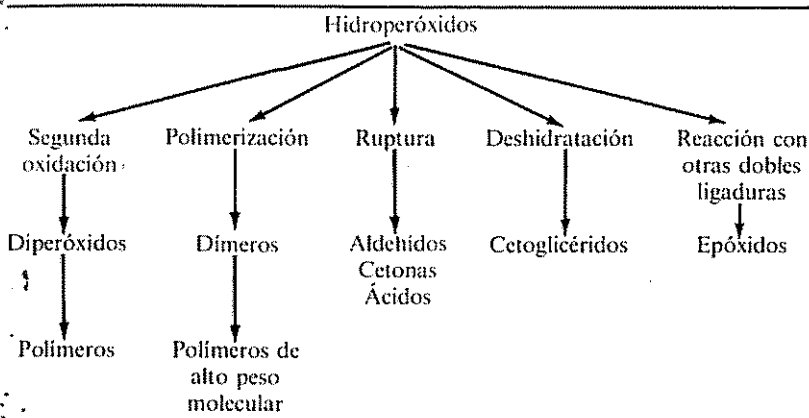 Hidroperóxidos
Segunda oxidación
Polimerización
Ruptura
Deshidratación
Reacción con otras dobles ligaduras
Diperóxidos
Dímeros
Aldehídos
Cetonas
Ácidos
Cetoglicéridos
Epóxidos
Polímeros
Polímeros de alto peso molecular